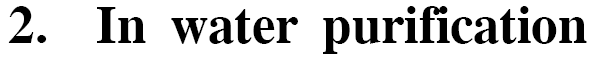 2. In water purification